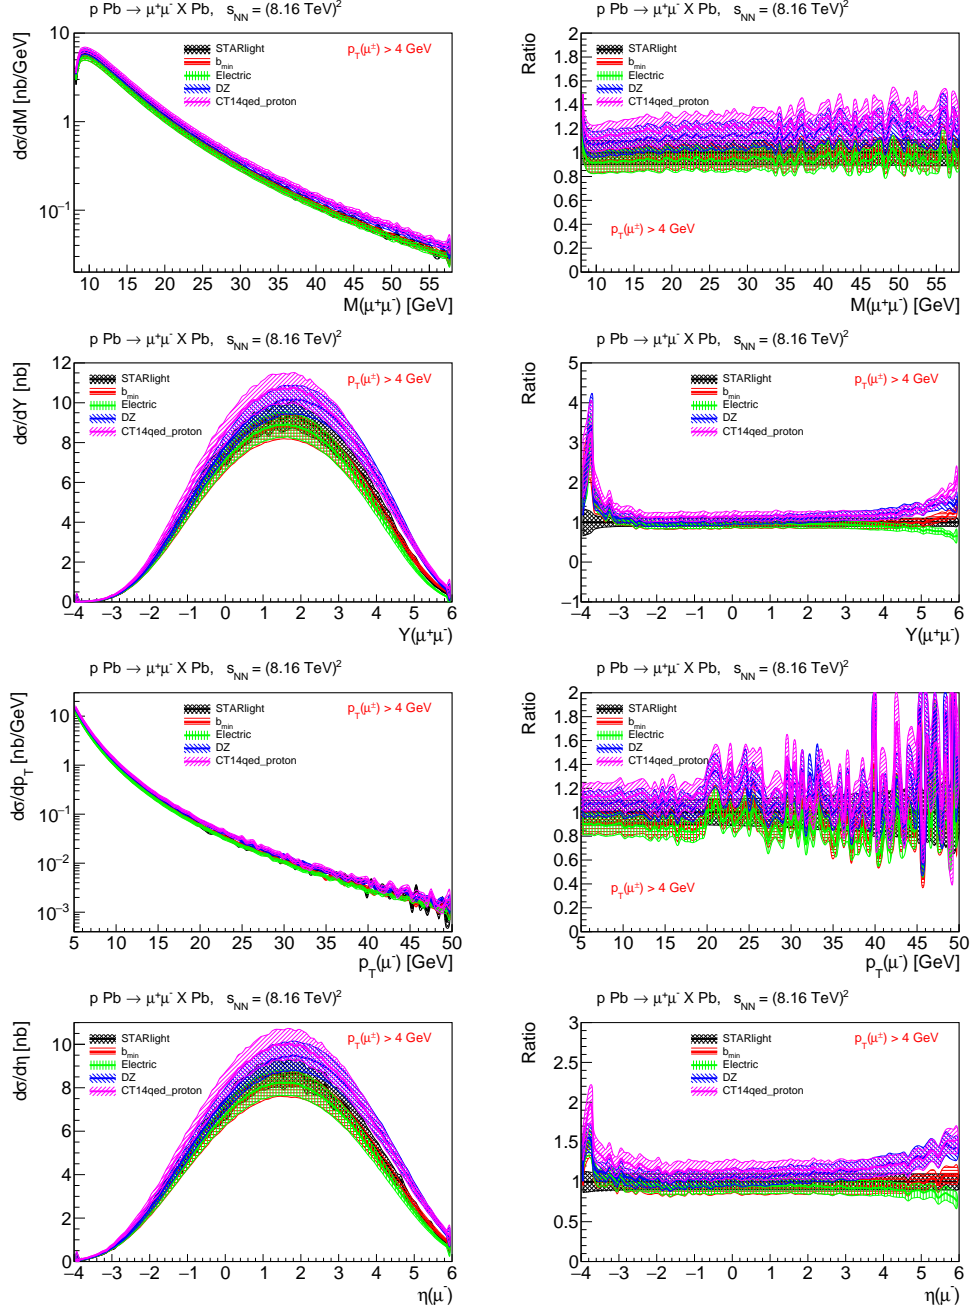 p Pb → μ⁺μ⁻ X Pb, s_NN = (8.16 TeV)²
dσ/dM [nb/GeV]
STARlight
b_min
Electric
DZ
CT14qed_proton
p_T(μ^±) > 4 GeV
10
1
10⁻¹
10 15 20 25 30 35 40 45 50 55
M(μ⁺μ⁻) [GeV]
p Pb → μ⁺μ⁻ X Pb, s_NN = (8.16 TeV)²
Ratio
STARlight
b_min
Electric
DZ
CT14qed_proton
p_T(μ^±) > 4 GeV
2
1.8
1.6
1.4
1.2
1
0.8
0.6
0.4
0.2
0
10 15 20 25 30 35 40 45 50 55
M(μ⁺μ⁻) [GeV]
p Pb → μ⁺μ⁻ X Pb, s_NN = (8.16 TeV)²
dσ/dY [nb]
STARlight
b_min
Electric
DZ
CT14qed_proton
p_T(μ^±) > 4 GeV
12
10
8
6
4
2
0
−4 −3 −2 −1 0 1 2 3 4 5 6
Y(μ⁺μ⁻)
p Pb → μ⁺μ⁻ X Pb, s_NN = (8.16 TeV)²
Ratio
STARlight
b_min
Electric
DZ
CT14qed_proton
p_T(μ^±) > 4 GeV
5
4
3
2
1
0
−1
−4 −3 −2 −1 0 1 2 3 4 5 6
Y(μ⁺μ⁻)
p Pb → μ⁺μ⁻ X Pb, s_NN = (8.16 TeV)²
dσ/dp_T [nb/GeV]
STARlight
b_min
Electric
DZ
CT14qed_proton
p_T(μ^±) > 4 GeV
10
1
10⁻¹
10⁻²
10⁻³
5 10 15 20 25 30 35 40 45 50
p_T(μ⁻) [GeV]
p Pb → μ⁺μ⁻ X Pb, s_NN = (8.16 TeV)²
Ratio
STARlight
b_min
Electric
DZ
CT14qed_proton
p_T(μ^±) > 4 GeV
2
1.8
1.6
1.4
1.2
1
0.8
0.6
0.4
0.2
0
5 10 15 20 25 30 35 40 45 50
p_T(μ⁻) [GeV]
p Pb → μ⁺μ⁻ X Pb, s_NN = (8.16 TeV)²
dσ/dη [nb]
STARlight
b_min
Electric
DZ
CT14qed_proton
p_T(μ^±) > 4 GeV
10
8
6
4
2
0
−4 −3 −2 −1 0 1 2 3 4 5 6
η(μ⁻)
p Pb → μ⁺μ⁻ X Pb, s_NN = (8.16 TeV)²
Ratio
STARlight
b_min
Electric
DZ
CT14qed_proton
p_T(μ^±) > 4 GeV
3
2.5
2
1.5
1
0.5
0
−4 −3 −2 −1 0 1 2 3 4 5 6
η(μ⁻)